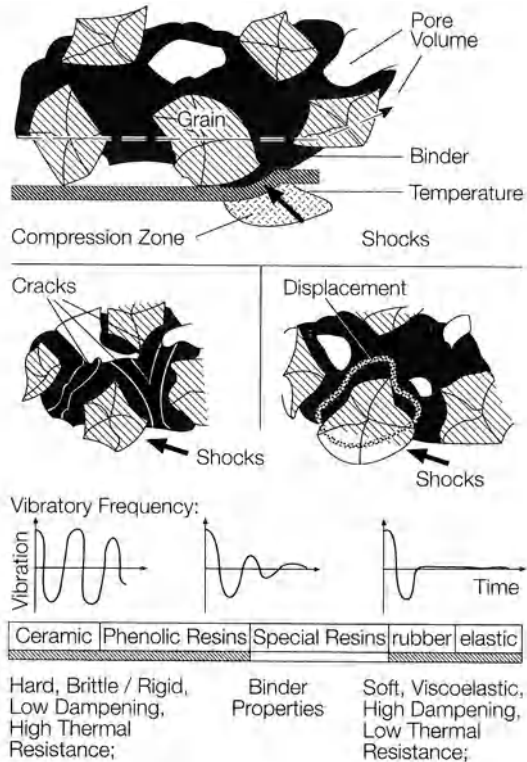 Pore
Volume
Grain
Binder
Temperature
Compression Zone
Shocks
Cracks
Displacement
Shocks
Shocks
Vibratory Frequency:
Vibration
Time
Ceramic Phenolic Resins Special Resins rubber elastic
Hard, Brittle / Rigid,
Low Dampening,
High Thermal
Resistance;
Binder
Properties
Soft, Viscoelastic,
High Dampening,
Low Thermal
Resistance;